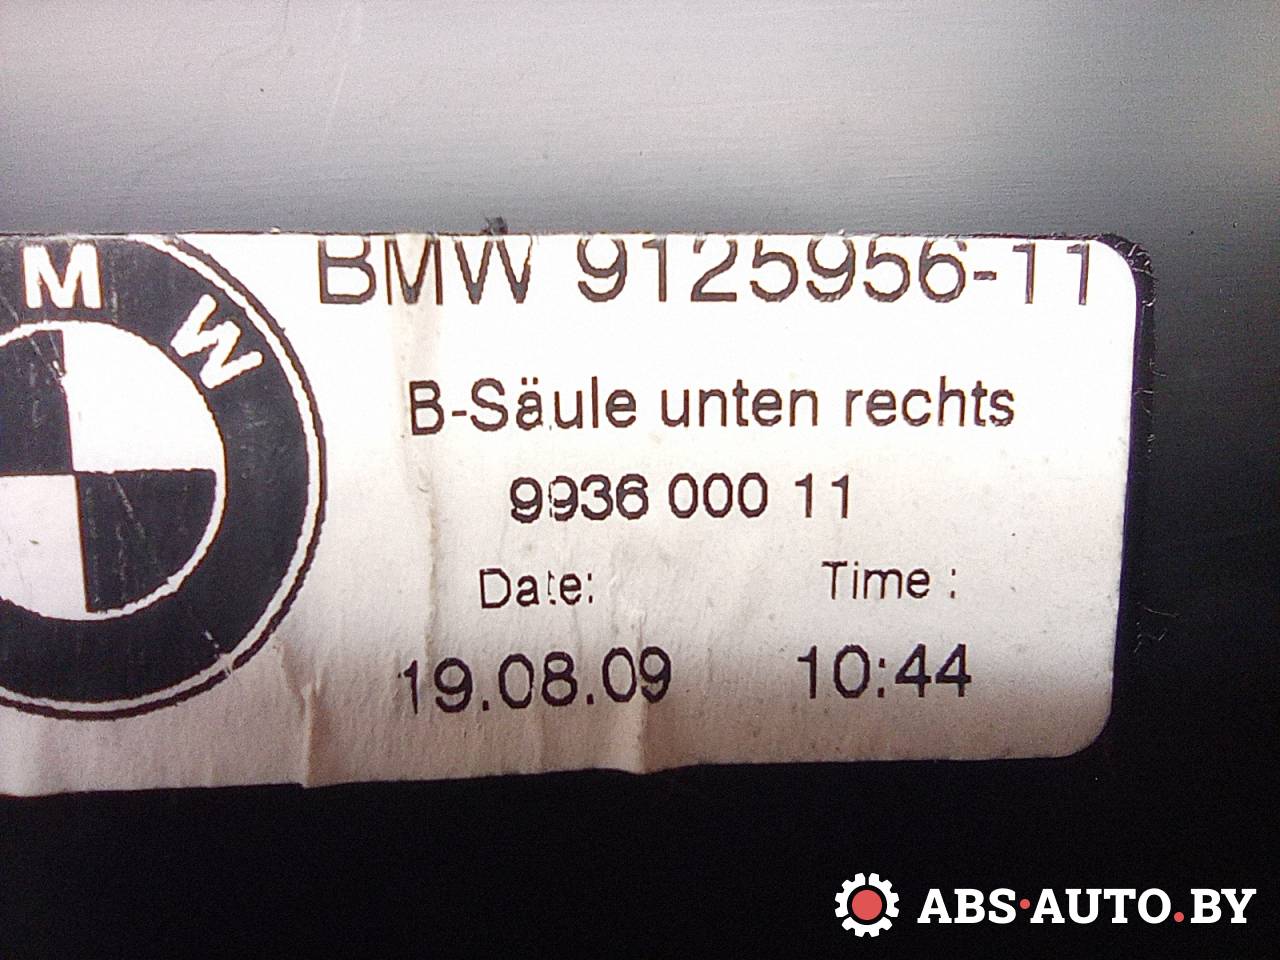 BMW 9125956-11
M W
B-Säule unten rechts
9936 000 11
Date: Time :
19.08.09 10:44
ABS·AUTO.BY